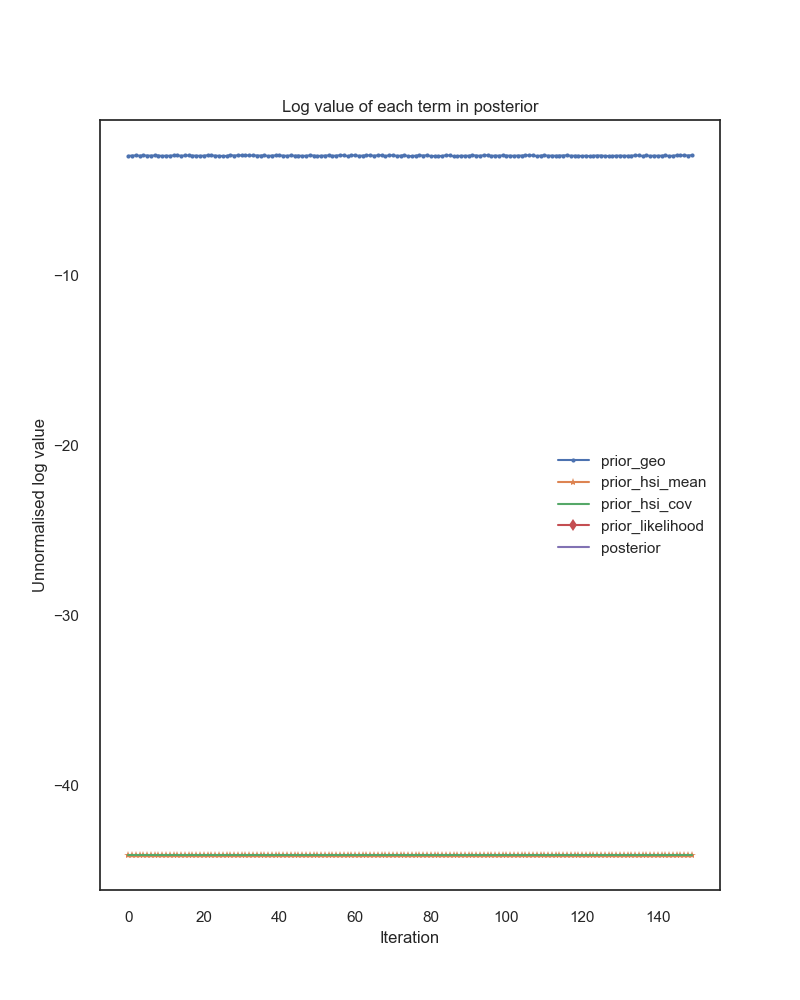 Log value of each term in posterior
Unnormalised log value
−10
−20
−30
−40
prior_geo
prior_hsi_mean
prior_hsi_cov
prior_likelihood
posterior
0 20 40 60 80 100 120 140
Iteration